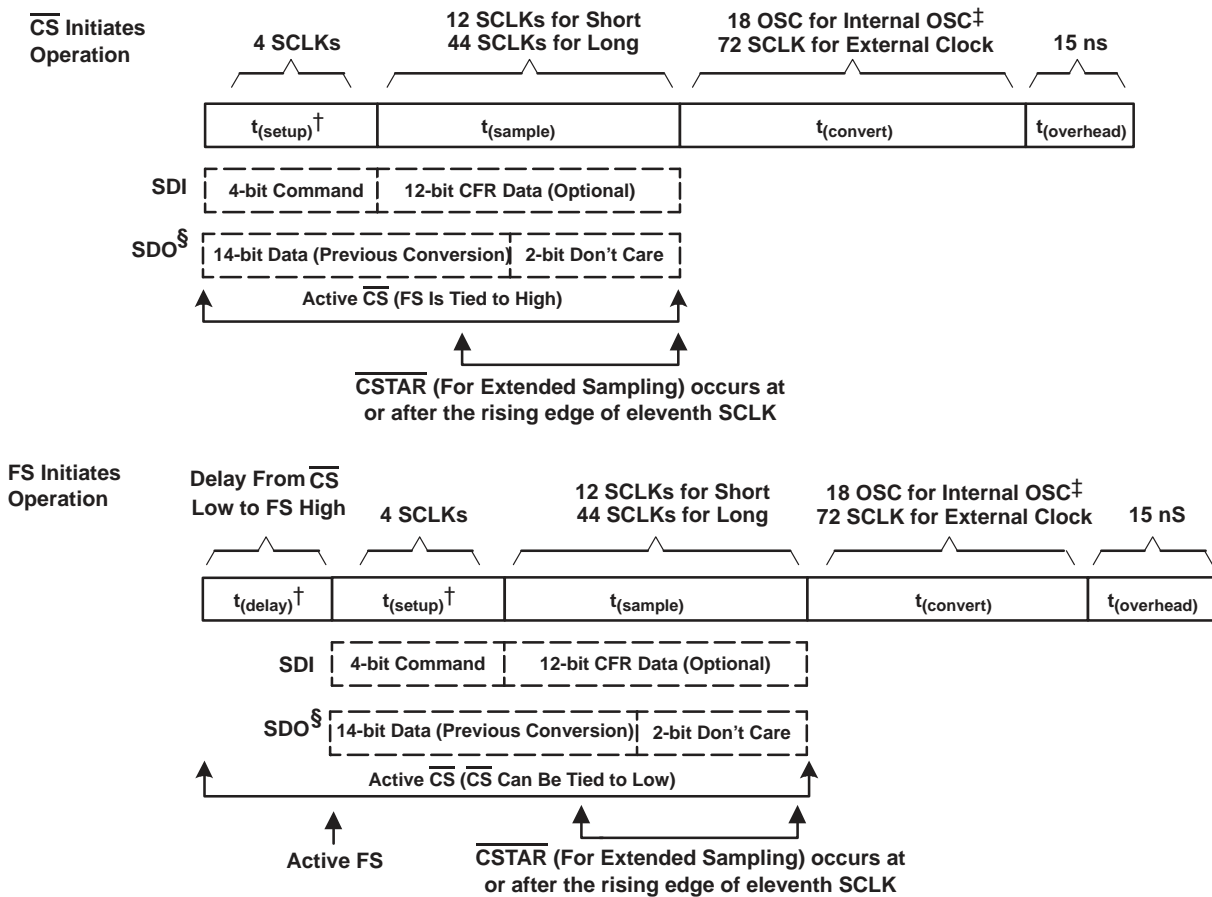 CS Initiates
Operation
4 SCLKs
12 SCLKs for Short
44 SCLKs for Long
18 OSC for Internal OSC‡
72 SCLK for External Clock
15 ns
t(setup)†
t(sample)
t(convert)
t(overhead)
SDI
4-bit Command
12-bit CFR Data (Optional)
SDO§
14-bit Data (Previous Conversion)
2-bit Don't Care
Active CS (FS Is Tied to High)
CSTAR (For Extended Sampling) occurs at
or after the rising edge of eleventh SCLK
FS Initiates
Operation
Delay From CS
Low to FS High
4 SCLKs
12 SCLKs for Short
44 SCLKs for Long
18 OSC for Internal OSC‡
72 SCLK for External Clock
15 nS
t(delay)†
t(setup)†
t(sample)
t(convert)
t(overhead)
SDI
4-bit Command
12-bit CFR Data (Optional)
SDO§
14-bit Data (Previous Conversion)
2-bit Don't Care
Active CS (CS Can Be Tied to Low)
Active FS
CSTAR (For Extended Sampling) occurs at
or after the rising edge of eleventh SCLK